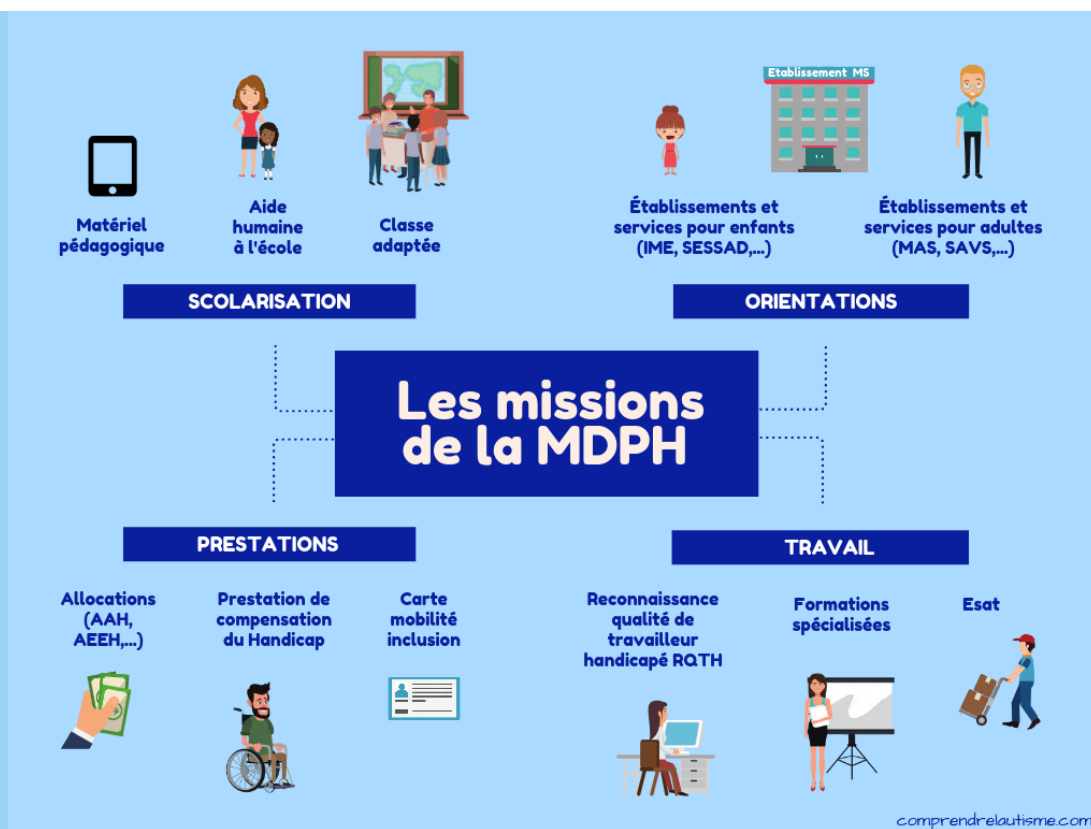 Etablissement MS
Matériel
pédagogique
Aide
humaine
à l'école
Classe
adaptée
Établissements et
services pour enfants
(IME, SESSAD,...)
Établissements et
services pour adultes
(MAS, SAVS,...)
SCOLARISATION
ORIENTATIONS
Les missions
de la MDPH
PRESTATIONS
TRAVAIL
Allocations
(AAH,
AEEH,...)
Prestation de
compensation
du Handicap
Carte
mobilité
inclusion
Reconnaissance
qualité de
travailleur
handicapé RQTH
Formations
spécialisées
Esat
comprendrelautisme.com